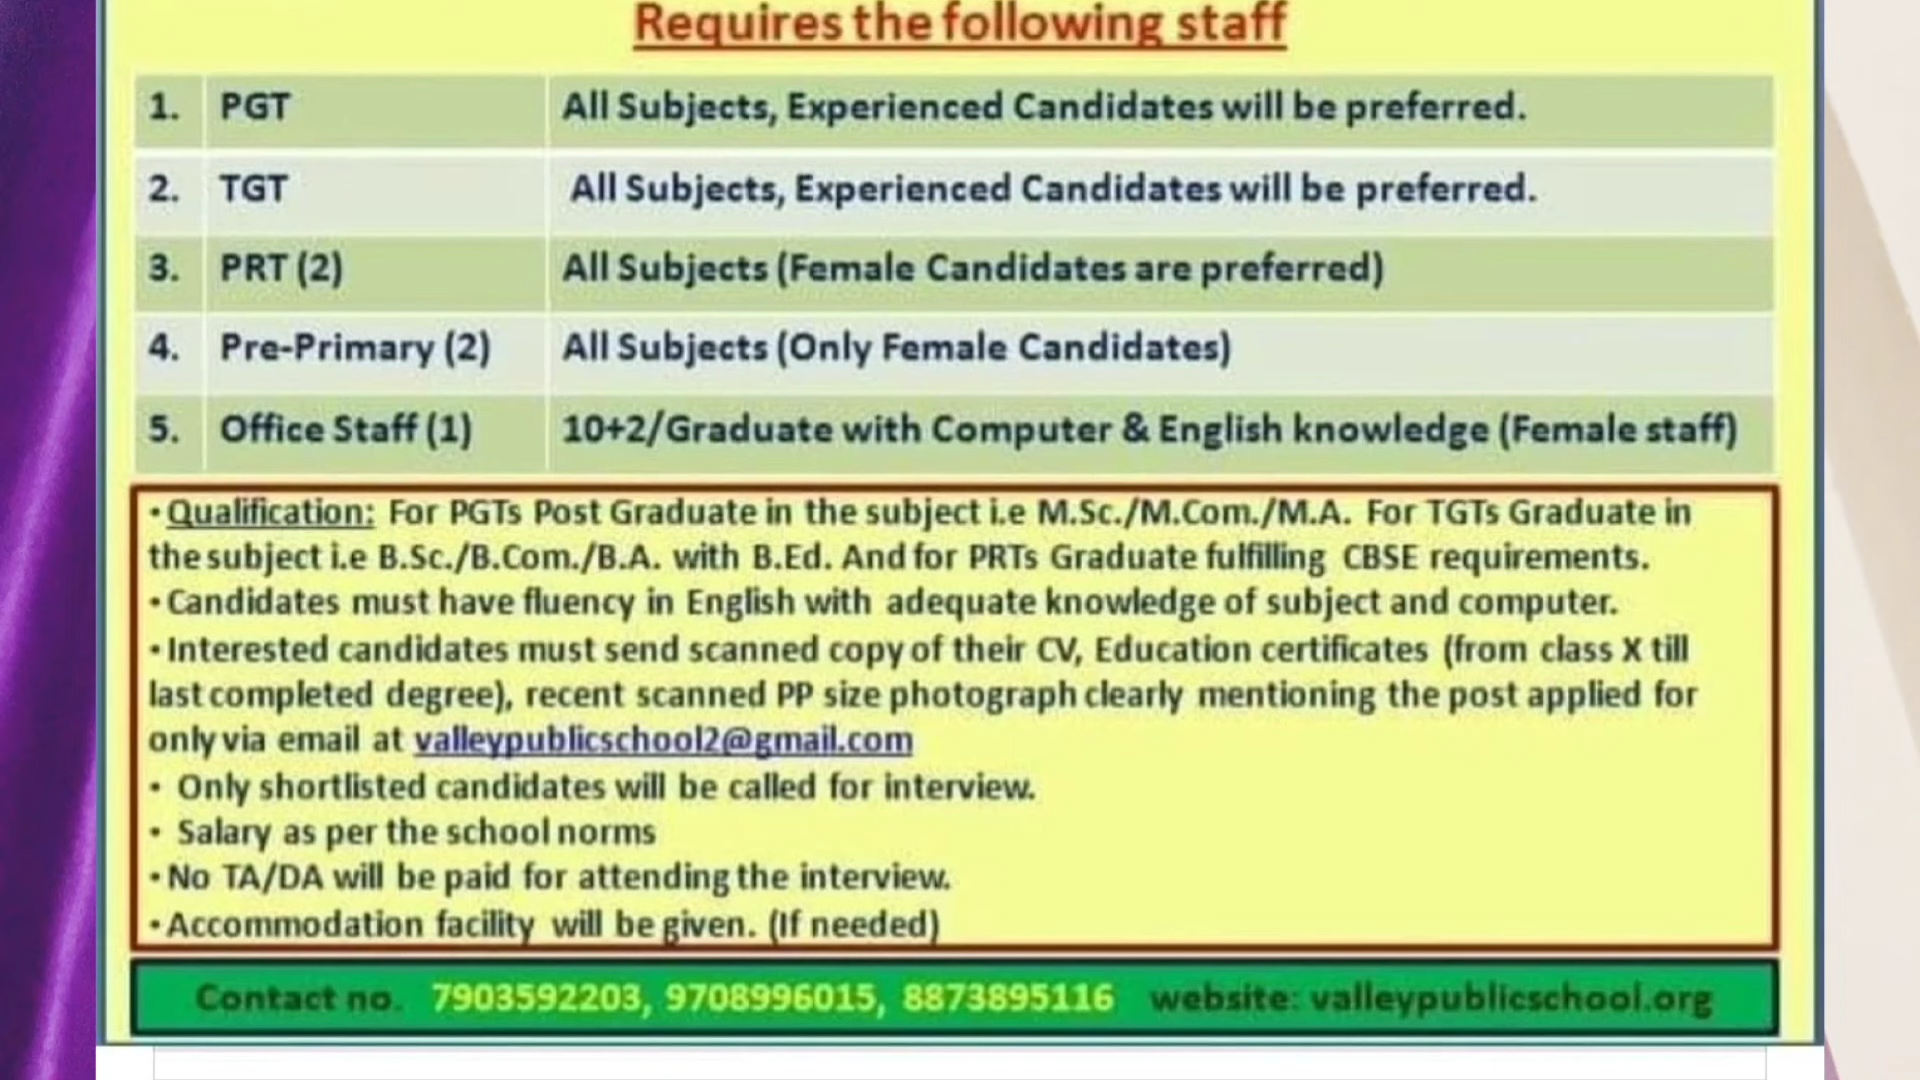 Requires the following staff
1. PGT All Subjects, Experienced Candidates will be preferred.
2. TGT All Subjects, Experienced Candidates will be preferred.
3. PRT (2) All Subjects (Female Candidates are preferred)
4. Pre-Primary (2) All Subjects (Only Female Candidates)
5. Office Staff (1) 10+2/Graduate with Computer & English knowledge (Female staff)
• Qualification: For PGTs Post Graduate in the subject i.e M.Sc./M.Com./M.A. For TGTs Graduate in
the subject i.e B.Sc./B.Com./B.A. with B.Ed. And for PRTs Graduate fulfilling CBSE requirements.
• Candidates must have fluency in English with adequate knowledge of subject and computer.
• Interested candidates must send scanned copy of their CV, Education certificates (from class X till
last completed degree), recent scanned PP size photograph clearly mentioning the post applied for
only via email at valleypublicschool2@gmail.com
• Only shortlisted candidates will be called for interview.
• Salary as per the school norms
• No TA/DA will be paid for attending the interview.
• Accommodation facility will be given. (If needed)
Contact no. 7903592203, 9708996015, 8873895116 website: valleypublicschool.org